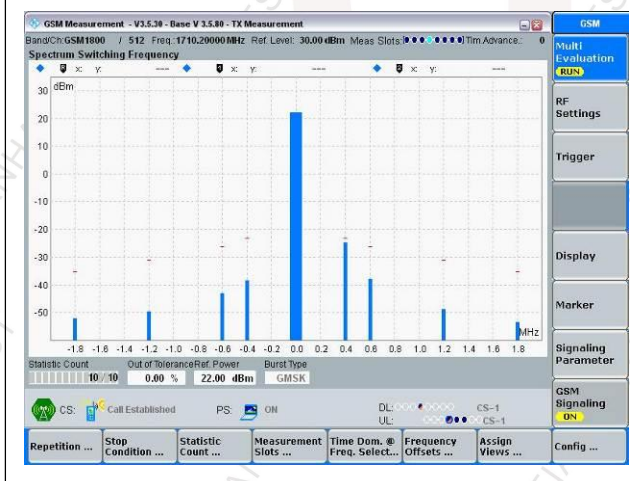 GSM Measurement - V3.5.30 - Base V 3.5.80 - TX Measurement
GSM
Band/Ch: GSM1800 / 512 Freq.: 1710.20000 MHz Ref. Level: 30.00 dBm Meas Slots: Tim.Advance.: 0
Spectrum Switching Frequency
x: y: --- x: y: --- x: y: ---
dBm
30
20
10
0
-10
-20
-30
-40
-50
MHz
-1.8 -1.6 -1.4 -1.2 -1.0 -0.8 -0.6 -0.4 -0.2 0.0 0.2 0.4 0.6 0.8 1.0 1.2 1.4 1.6 1.8
Statistic Count Out of Tolerance Ref. Power Burst Type
10 / 10 0.00 % 22.00 dBm GMSK
CS: Call Established PS: ON DL: CS-1
UL: CS-1
Repetition ...
Stop Condition ...
Statistic Count ...
Measurement Slots ...
Time Dom. @ Freq. Select...
Frequency Offsets ...
Assign Views ...
Config ...
Multi
Evaluation
RUN
RF
Settings
Trigger
Display
Marker
Signaling
Parameter
GSM
Signaling
ON